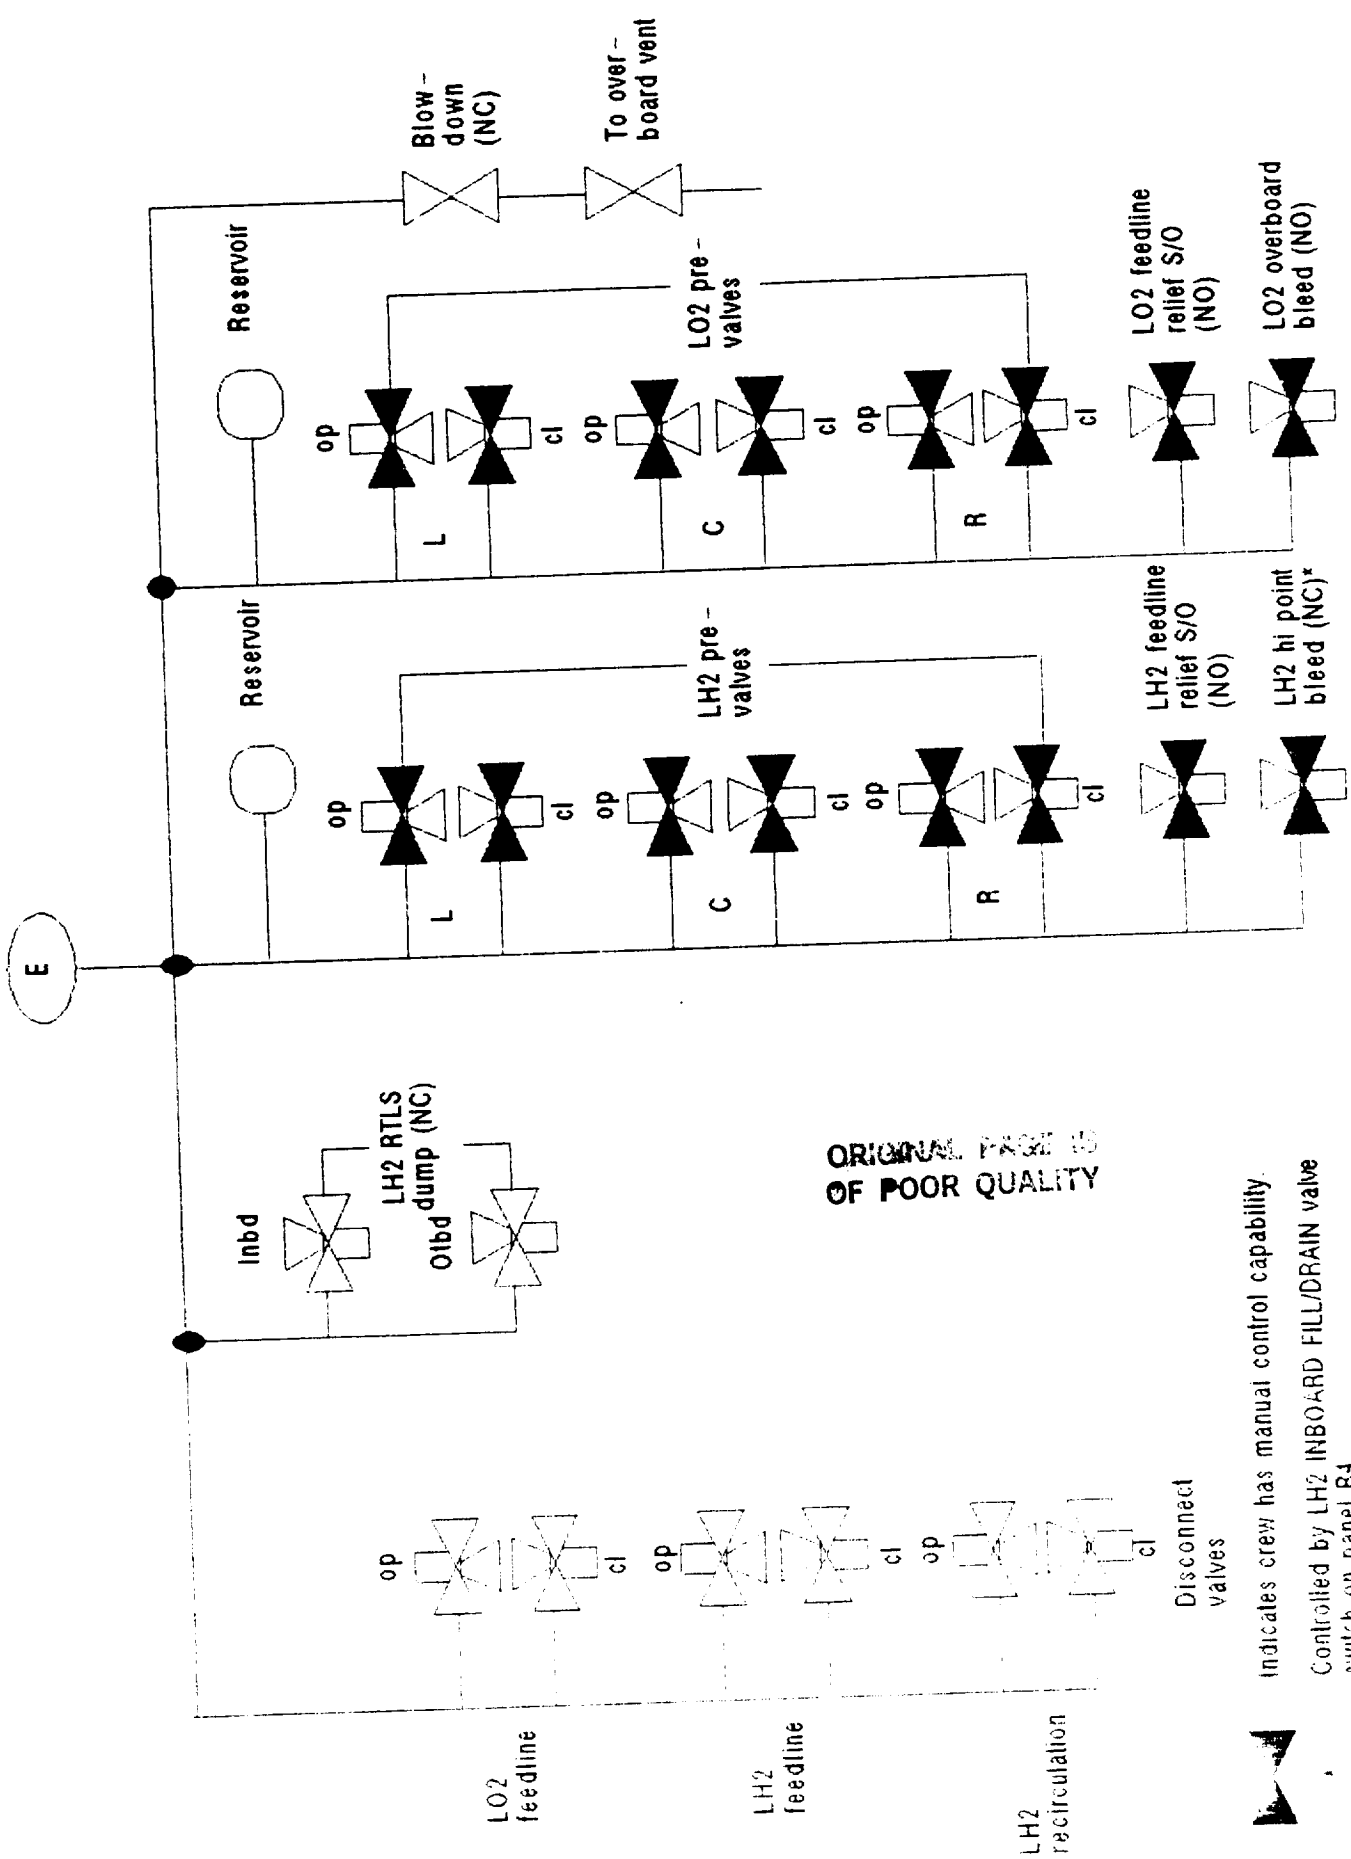 E
Blow-
down
(NC)
To over-
board vent
Reservoir
op
L
cl
op
C
cl
op
R
cl
LO2 pre-
valves
LO2 feedline
relief S/O
(NO)
LO2 overboard
bleed (NO)
Reservoir
op
L
cl
op
C
cl
op
R
cl
LH2 pre-
valves
LH2 feedline
relief S/O
(NO)
LH2 hi point
bleed (NC)*
Inbd
Otbd
LH2 RTLS
dump (NC)
ORIGINAL PAGE IS
OF POOR QUALITY
op
cl
op
cl
op
cl
Disconnect
valves
LO2
feedline
LH2
feedline
LH2
recirculation
Indicates crew has manual control capability.
* Controlled by LH2 INBOARD FILL/DRAIN valve
switch on panel R4